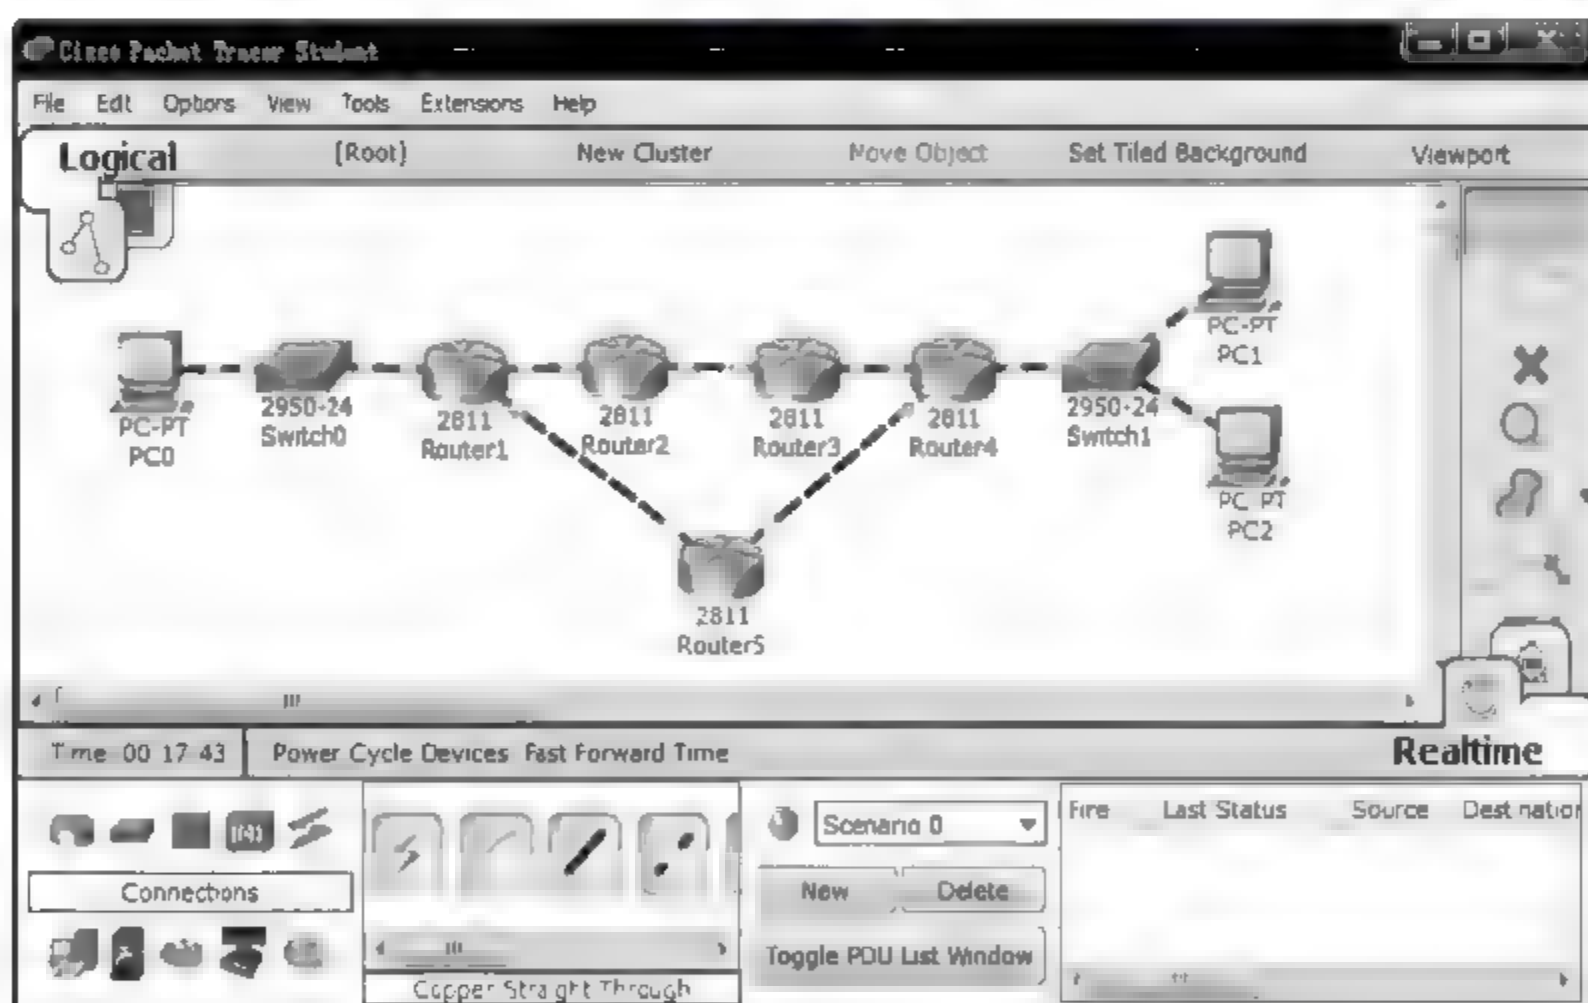 Cisco Packet Tracer Student
File Edit Options View Tools Extensions Help
Logical [Root] New Cluster Move Object Set Tiled Background Viewport
PC-PT
PC0
2950-24
Switch0
2811
Router1
2811
Router2
2811
Router3
2811
Router4
2950-24
Switch1
PC-PT
PC1
PC-PT
PC2
2811
Router5
Time 00 17 43 Power Cycle Devices Fast Forward Time Realtime
Connections
Copper Straight Through
Scenario 0
New Delete
Toggle PDU List Window
Fire Last Status Source Destination